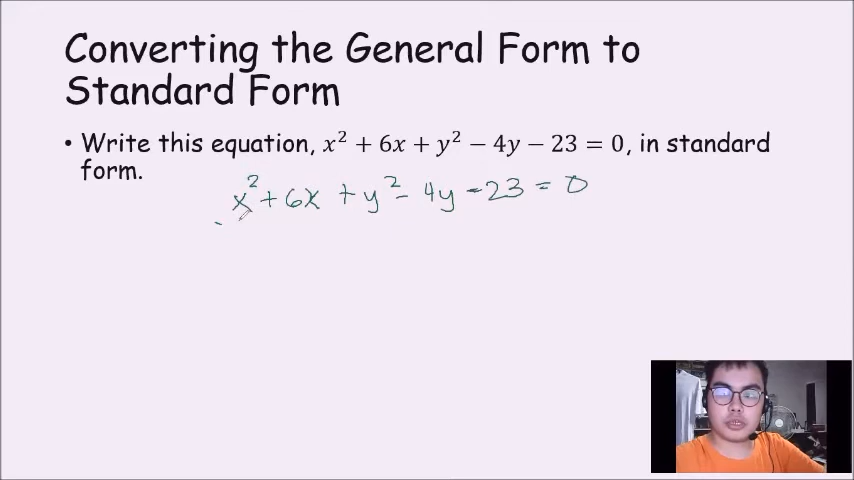 Converting the General Form to
Standard Form
• Write this equation, x² + 6x + y² − 4y − 23 = 0, in standard
form.
x² + 6x + y² − 4y − 23 = 0